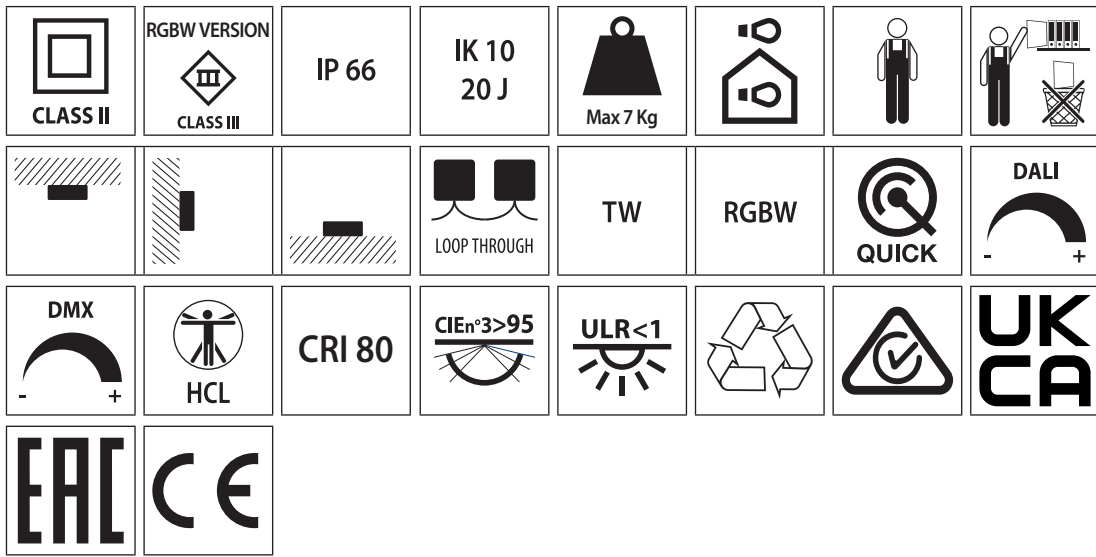 CLASS II
RGBW VERSION
III
CLASS III
IP 66
IK 10
20 J
Max 7 Kg
LOOP THROUGH
TW
RGBW
QUICK
DALI
- +
DMX
- +
HCL
CRI 80
CIEn°3>95
ULR<1
UK
CA
EAC
CE